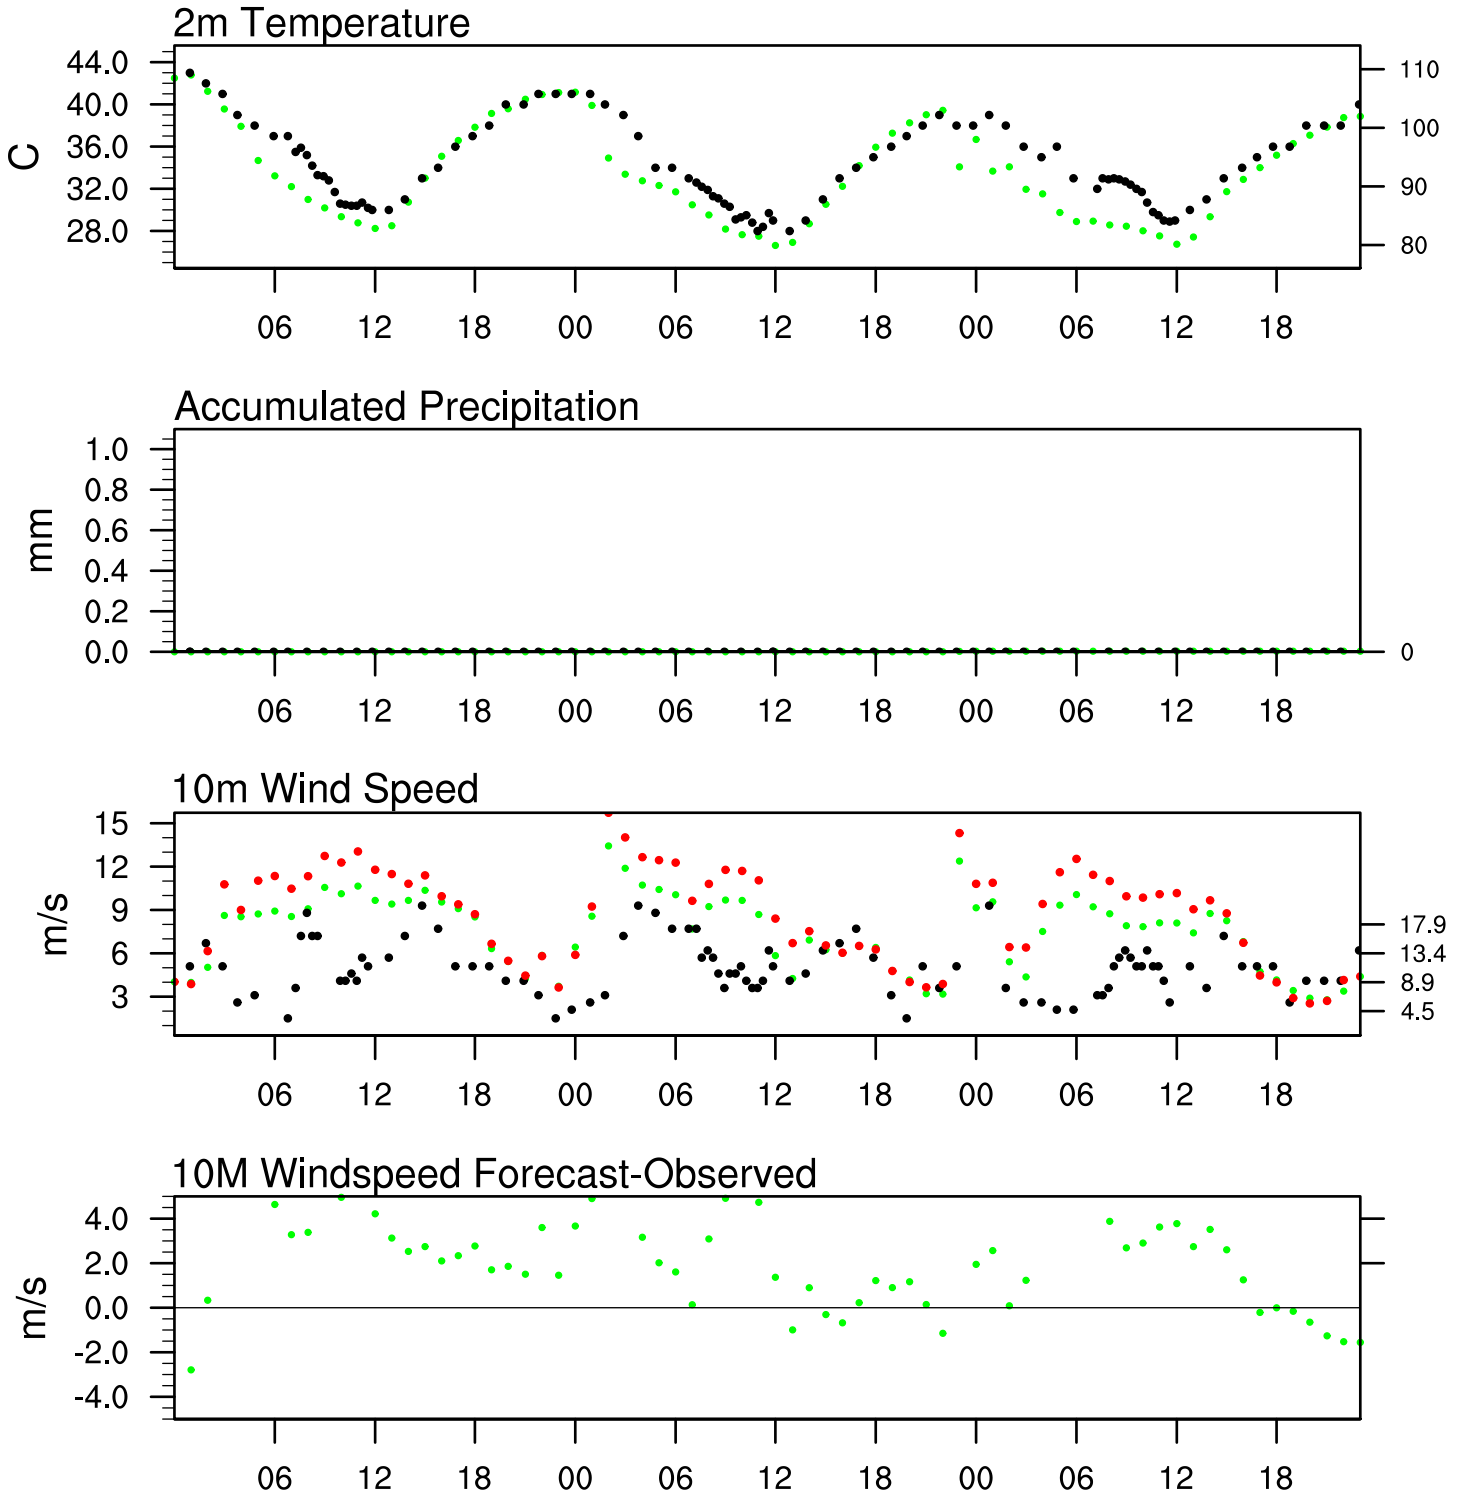 2m Temperature
44.0
40.0
36.0
32.0
28.0
C
110
100
90
80
06 12 18 00 06 12 18 00 06 12 18
Accumulated Precipitation
1.0
0.8
0.6
0.4
0.2
0.0
mm
0
06 12 18 00 06 12 18 00 06 12 18
10m Wind Speed
15
12
9
6
3
m/s
17.9
13.4
8.9
4.5
06 12 18 00 06 12 18 00 06 12 18
10M Windspeed Forecast-Observed
4.0
2.0
0.0
-2.0
-4.0
m/s
06 12 18 00 06 12 18 00 06 12 18